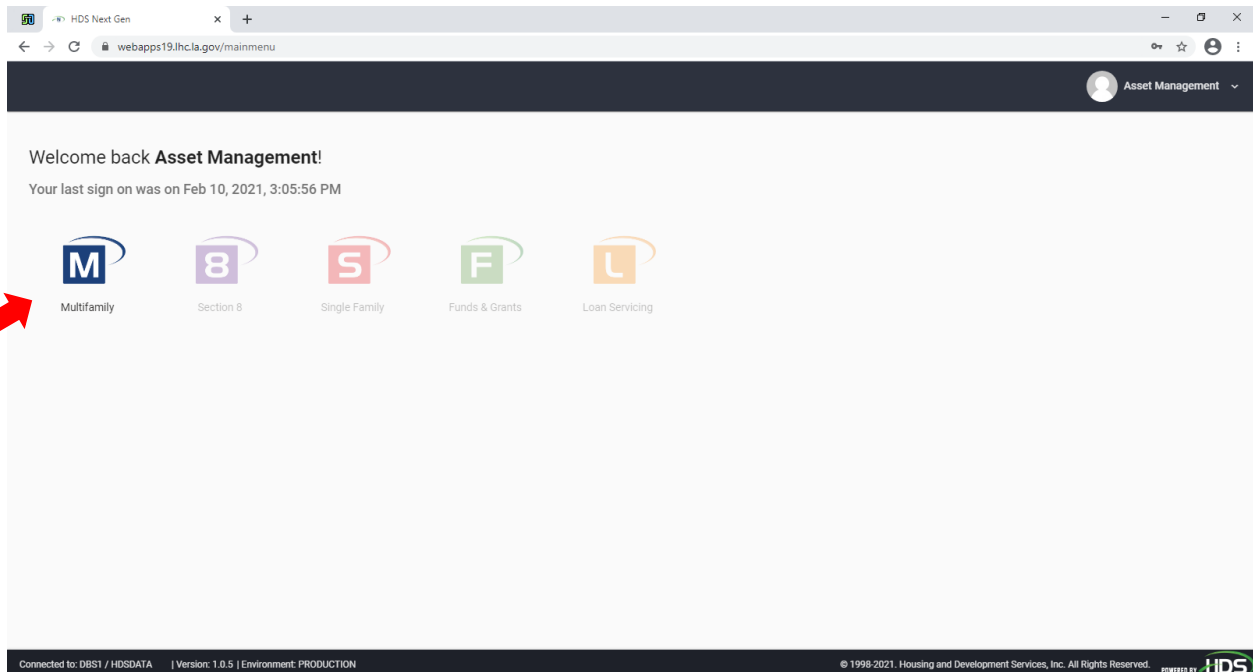 HDS Next Gen
webapps19.lhc.la.gov/mainmenu
Asset Management
Welcome back Asset Management!
Your last sign on was on Feb 10, 2021, 3:05:56 PM
M 8 S F L
Multifamily Section 8 Single Family Funds & Grants Loan Servicing
Connected to: DBS1 / HDSDATA | Version: 1.0.5 | Environment: PRODUCTION © 1998-2021. Housing and Development Services, Inc. All Rights Reserved. POWERED BY HDS